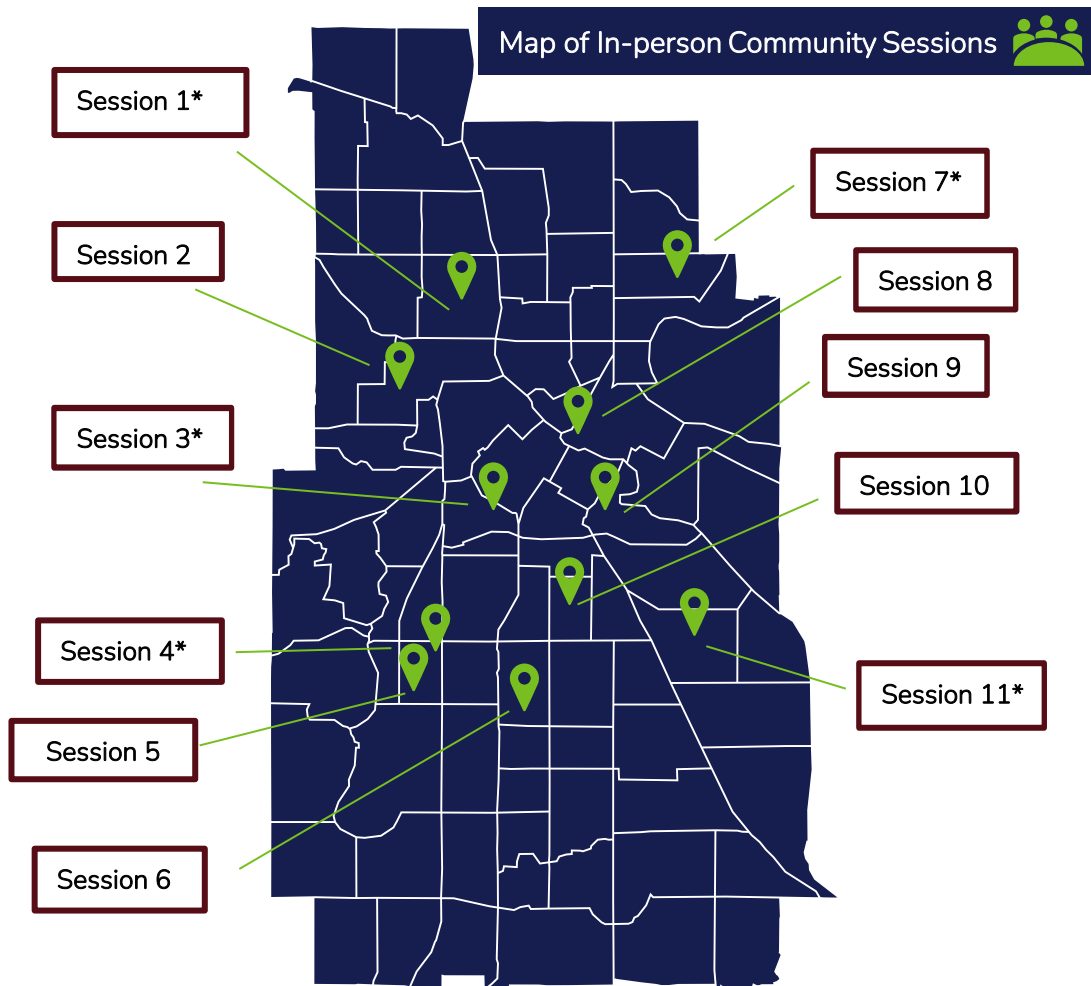 Map of In-person Community Sessions
Session 1*
Session 2
Session 3*
Session 4*
Session 5
Session 6
Session 7*
Session 8
Session 9
Session 10
Session 11*